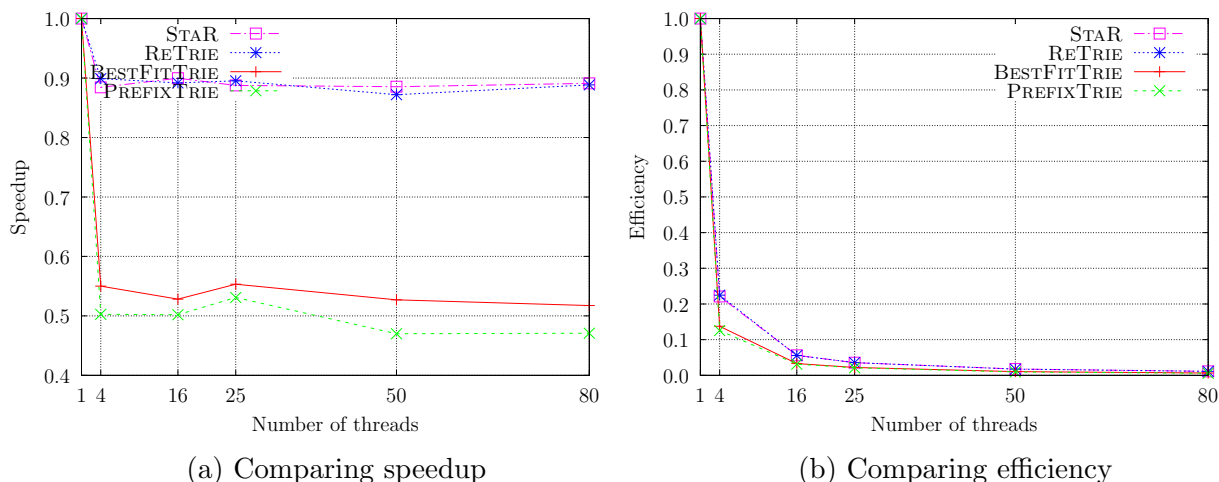 1.0
0.9
0.8
0.7
0.6
0.5
0.4
Speedup
1 4 16 25 50 80
Number of threads
STAR
RETRIE
BESTFITTRIE
PREFIXTRIE
(a) Comparing speedup
1.0
0.9
0.8
0.7
0.6
0.5
0.4
0.3
0.2
0.1
0.0
Efficiency
1 4 16 25 50 80
Number of threads
STAR
RETRIE
BESTFITTRIE
PREFIXTRIE
(b) Comparing efficiency